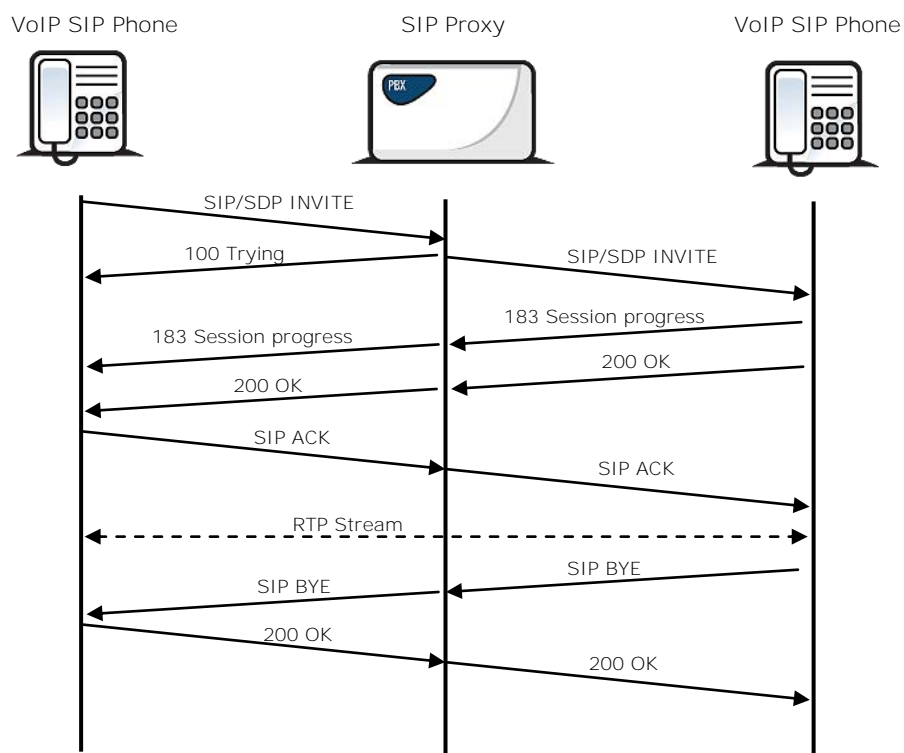 VoIP SIP Phone
SIP Proxy
VoIP SIP Phone
PBX
SIP/SDP INVITE
100 Trying
SIP/SDP INVITE
183 Session progress
183 Session progress
200 OK
200 OK
SIP ACK
SIP ACK
RTP Stream
SIP BYE
SIP BYE
200 OK
200 OK